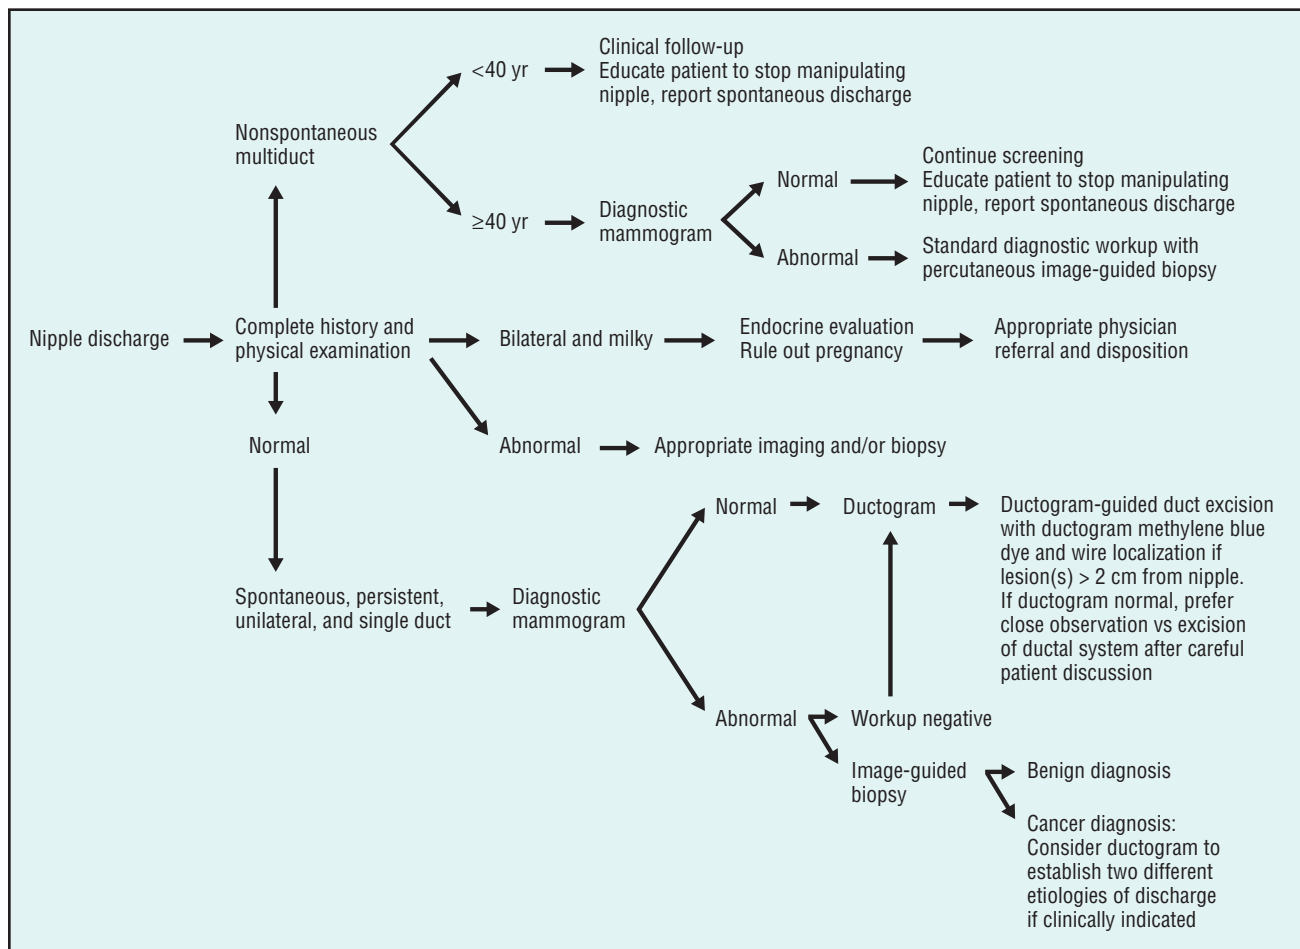 Nipple discharge
Complete history and
physical examination
Nonspontaneous
multiduct
<40 yr
Clinical follow-up
Educate patient to stop manipulating
nipple, report spontaneous discharge
≥40 yr
Diagnostic
mammogram
Normal
Continue screening
Educate patient to stop manipulating
nipple, report spontaneous discharge
Abnormal
Standard diagnostic workup with
percutaneous image-guided biopsy
Bilateral and milky
Endocrine evaluation
Rule out pregnancy
Appropriate physician
referral and disposition
Abnormal
Appropriate imaging and/or biopsy
Normal
Spontaneous, persistent,
unilateral, and single duct
Diagnostic
mammogram
Normal
Ductogram
Ductogram-guided duct excision
with ductogram methylene blue
dye and wire localization if
lesion(s) > 2 cm from nipple.
If ductogram normal, prefer
close observation vs excision
of ductal system after careful
patient discussion
Abnormal
Workup negative
Image-guided
biopsy
Benign diagnosis
Cancer diagnosis:
Consider ductogram to
establish two different
etiologies of discharge
if clinically indicated